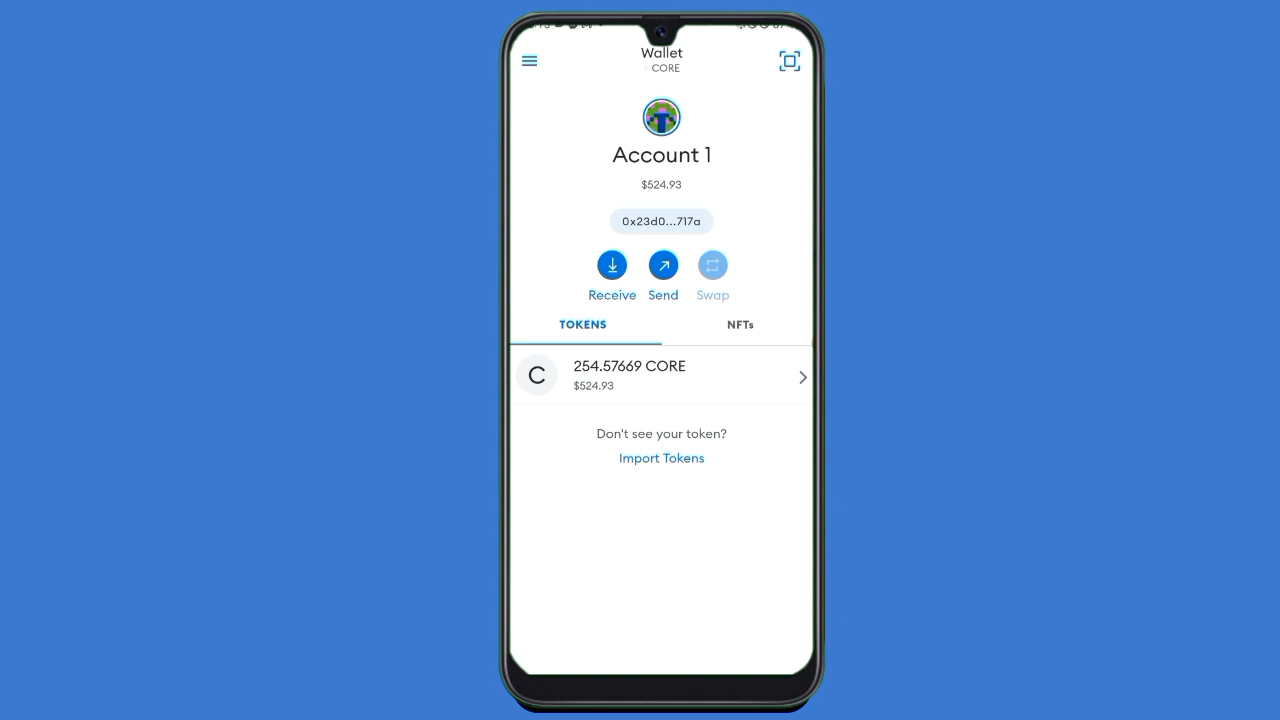 Wallet
CORE
Account 1
$524.93
0x23d0...717a
Receive Send Swap
TOKENS NFTs
C
254.57669 CORE
$524.93
Don't see your token?
Import Tokens